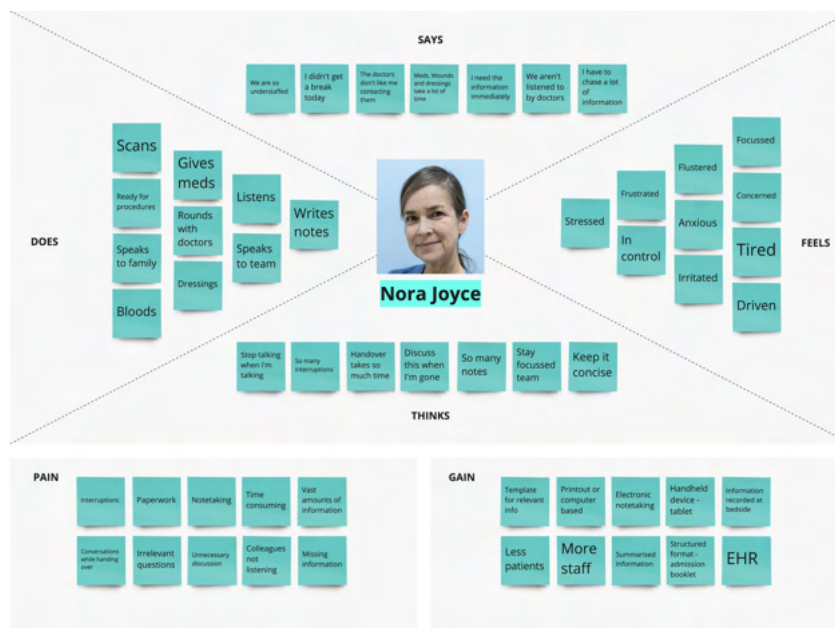 SAYS
We are so
understaffed
I didn't get
a break
today
The doctors
don't like me
contacting
them
Meds, Wounds
and dressings
take a lot of
time
I need the
information
immediately
We aren't
listened to
by doctors
I have to
chase a lot
of
information
DOES
Scans
Ready for
procedures
Speaks
to family
Bloods
Gives
meds
Rounds
with
doctors
Dressings
Listens
Speaks
to team
Writes
notes
Nora Joyce
FEELS
Stressed
Frustrated
In
control
Flustered
Anxious
Irritated
Focussed
Concerned
Tired
Driven
Stop talking
when I'm
talking
So many
interruptions
Handover
takes so
much time
Discuss
this when
I'm gone
So many
notes
Stay
focussed
team
Keep it
concise
THINKS
PAIN
Interruptions
Paperwork
Notetaking
Time
consuming
Vast
amounts of
information
Conversations
while handing
over
Irrelevant
questions
Unnecessary
discussion
Colleagues
not
listening
Missing
information
GAIN
Template
for relevant
info
Printout or
computer
based
Electronic
notetaking
Handheld
device -
tablet
Information
recorded at
bedside
Less
patients
More
staff
Summarised
information
Structured
format -
admission
booklet
EHR